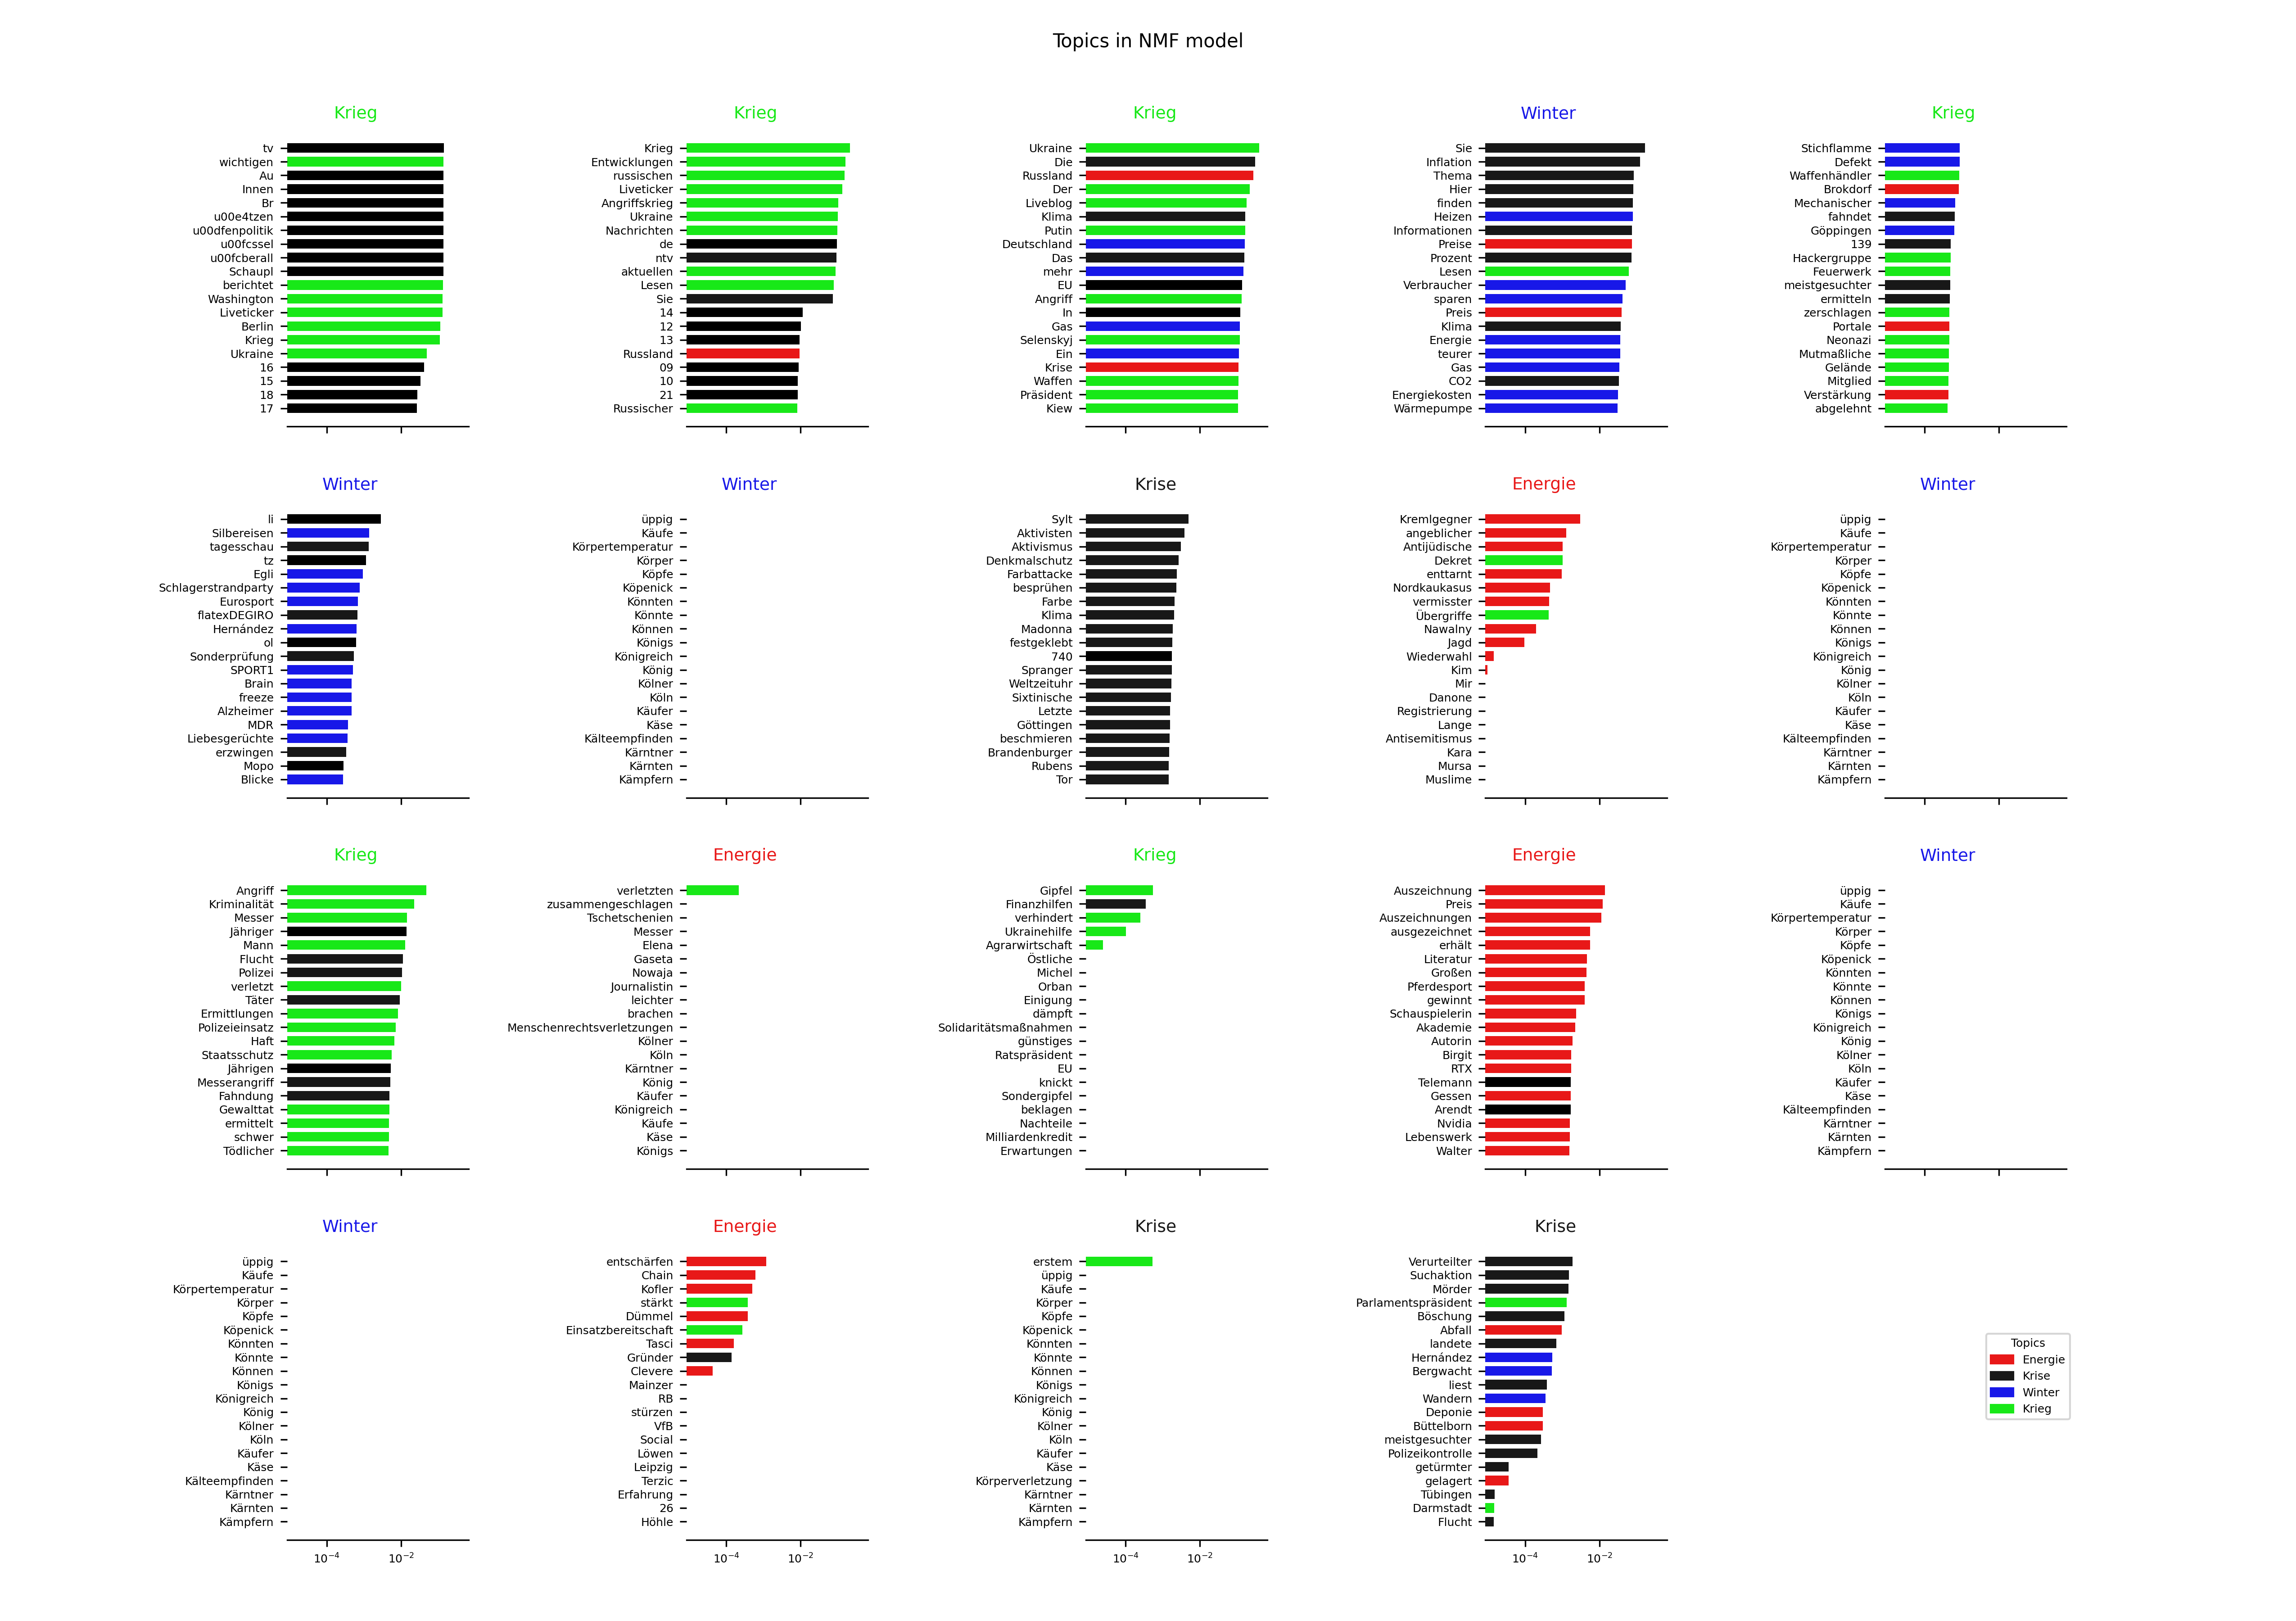 Topics in NMF model
Krieg
tv
wichtigen
Au
Innen
Br
u00e4tzen
u00dfenpolitik
u00fcssel
u00fcberall
Schaupl
berichtet
Washington
Liveticker
Berlin
Krieg
Ukraine
16
15
18
17
Krieg
Krieg
Entwicklungen
russischen
Liveticker
Angriffskrieg
Ukraine
Nachrichten
de
ntv
aktuellen
Lesen
Sie
14
12
13
Russland
09
10
21
Russischer
Krieg
Ukraine
Die
Russland
Der
Liveblog
Klima
Putin
Deutschland
Das
mehr
EU
Angriff
In
Gas
Selenskyj
Ein
Krise
Waffen
Präsident
Kiew
Winter
Sie
Inflation
Thema
Hier
finden
Heizen
Informationen
Preise
Prozent
Lesen
Verbraucher
sparen
Preis
Klima
Energie
teurer
Gas
CO2
Energiekosten
Wärmepumpe
Krieg
Stichflamme
Defekt
Waffenhändler
Brokdorf
Mechanischer
fahndet
Göppingen
139
Hackergruppe
Feuerwerk
meistgesuchter
ermitteln
zerschlagen
Portale
Neonazi
Mutmaßliche
Gelände
Mitglied
Verstärkung
abgelehnt
Winter
li
Silbereisen
tagesschau
tz
Egli
Schlagerstrandparty
Eurosport
flatexDEGIRO
Hernández
ol
Sonderprüfung
SPORT1
Brain
freeze
Alzheimer
MDR
Liebesgerüchte
erzwingen
Mopo
Blicke
Winter
üppig
Käufe
Körpertemperatur
Körper
Köpfe
Köpenick
Könnten
Könnte
Können
Königs
Königreich
König
Kölner
Köln
Käufer
Käse
Kälteempfinden
Kärntner
Kärnten
Kämpfern
Krise
Sylt
Aktivisten
Aktivismus
Denkmalschutz
Farbattacke
besprühen
Farbe
Klima
Madonna
festgeklebt
740
Spranger
Weltzeituhr
Sixtinische
Letzte
Göttingen
beschmieren
Brandenburger
Rubens
Tor
Energie
Kremlgegner
angeblicher
Antijüdische
Dekret
enttarnt
Nordkaukasus
vermisster
Übergriffe
Nawalny
Jagd
Wiederwahl
Kim
Mir
Danone
Registrierung
Lange
Antisemitismus
Kara
Mursa
Muslime
Winter
üppig
Käufe
Körpertemperatur
Körper
Köpfe
Köpenick
Könnten
Könnte
Können
Königs
Königreich
König
Kölner
Köln
Käufer
Käse
Kälteempfinden
Kärntner
Kärnten
Kämpfern
Krieg
Angriff
Kriminalität
Messer
Jähriger
Mann
Flucht
Polizei
verletzt
Täter
Ermittlungen
Polizeieinsatz
Haft
Staatsschutz
Jährigen
Messerangriff
Fahndung
Gewalttat
ermittelt
schwer
Tödlicher
Energie
verletzten
zusammengeschlagen
Tschetschenien
Messer
Elena
Gaseta
Nowaja
Journalistin
leichter
brachen
Menschenrechtsverletzungen
Kölner
Köln
Kärntner
König
Käufer
Königreich
Käufe
Käse
Königs
Krieg
Gipfel
Finanzhilfen
verhindert
Ukrainehilfe
Agrarwirtschaft
Östliche
Michel
Orban
Einigung
dämpft
Solidaritätsmaßnahmen
günstiges
Ratspräsident
EU
knickt
Sondergipfel
beklagen
Nachteile
Milliardenkredit
Erwartungen
Energie
Auszeichnung
Preis
Auszeichnungen
ausgezeichnet
erhält
Literatur
Großen
Pferdesport
gewinnt
Schauspielerin
Akademie
Autorin
Birgit
RTX
Telemann
Gessen
Arendt
Nvidia
Lebenswerk
Walter
Winter
üppig
Käufe
Körpertemperatur
Körper
Köpfe
Köpenick
Könnten
Könnte
Können
Königs
Königreich
König
Kölner
Köln
Käufer
Käse
Kälteempfinden
Kärntner
Kärnten
Kämpfern
Winter
üppig
Käufe
Körpertemperatur
Körper
Köpfe
Köpenick
Könnten
Könnte
Können
Königs
Königreich
König
Kölner
Köln
Käufer
Käse
Kälteempfinden
Kärntner
Kärnten
Kämpfern
10⁻⁴ 10⁻²
Energie
entschärfen
Chain
Kofler
stärkt
Dümmel
Einsatzbereitschaft
Tasci
Gründer
Clevere
Mainzer
RB
stürzen
VfB
Social
Löwen
Leipzig
Terzic
Erfahrung
26
Höhle
10⁻⁴ 10⁻²
Krise
erstem
üppig
Käufe
Körper
Köpfe
Köpenick
Könnten
Könnte
Können
Königs
Königreich
König
Kölner
Köln
Käufer
Käse
Körperverletzung
Kärntner
Kärnten
Kämpfern
10⁻⁴ 10⁻²
Krise
Verurteilter
Suchaktion
Mörder
Parlamentspräsident
Böschung
Abfall
landete
Hernández
Bergwacht
liest
Wandern
Deponie
Büttelborn
meistgesuchter
Polizeikontrolle
getürmter
gelagert
Tübingen
Darmstadt
Flucht
10⁻⁴ 10⁻²
Topics
Energie
Krise
Winter
Krieg